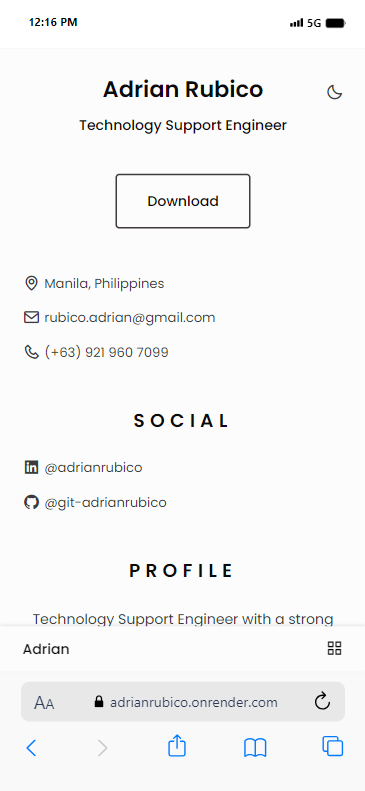 12:16 PM
5G
Adrian Rubico
Technology Support Engineer
Download
Manila, Philippines
rubico.adrian@gmail.com
(+63) 921 960 7099
SOCIAL
@adrianrubico
@git-adrianrubico
PROFILE
Technology Support Engineer with a strong
Adrian
AA adrianrubico.onrender.com